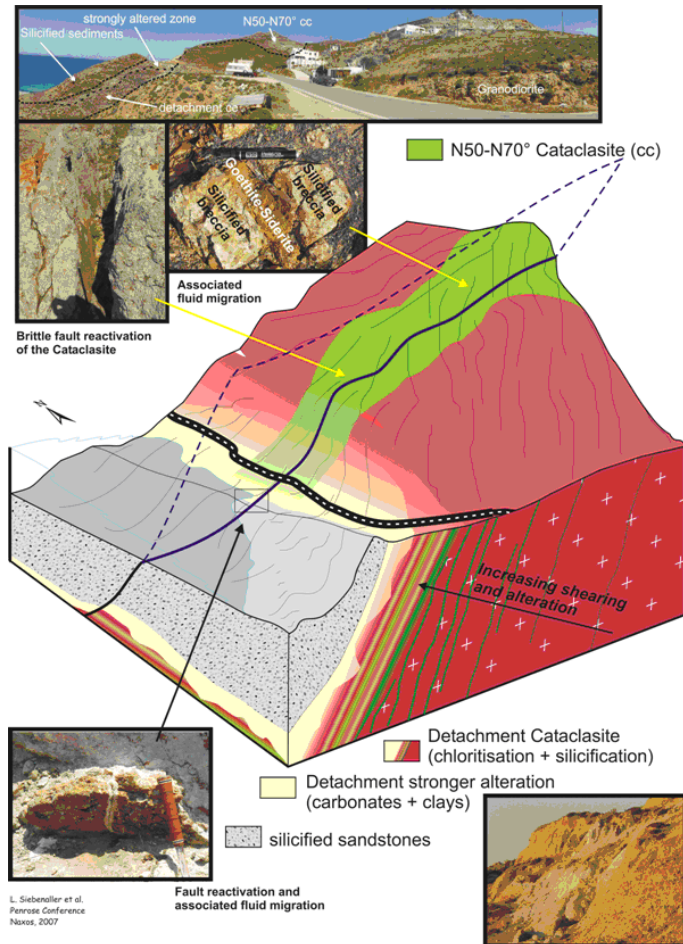 strongly altered zone
N50-N70° cc
Silicified sediments
detachment cc
Granodiorite
N50-N70° Cataclasite (cc)
Silicified
breccia
Goethite-Siderite
Silicified
breccia
Associated
fluid migration
Brittle fault reactivation
of the Cataclasite
N
Increasing shearing
and alteration
Detachment Cataclasite
(chloritisation + silicification)
Detachment stronger alteration
(carbonates + clays)
silicified sandstones
Fault reactivation and
associated fluid migration
L. Siebenaller et al.
Penrose Conference
Naxos, 2007